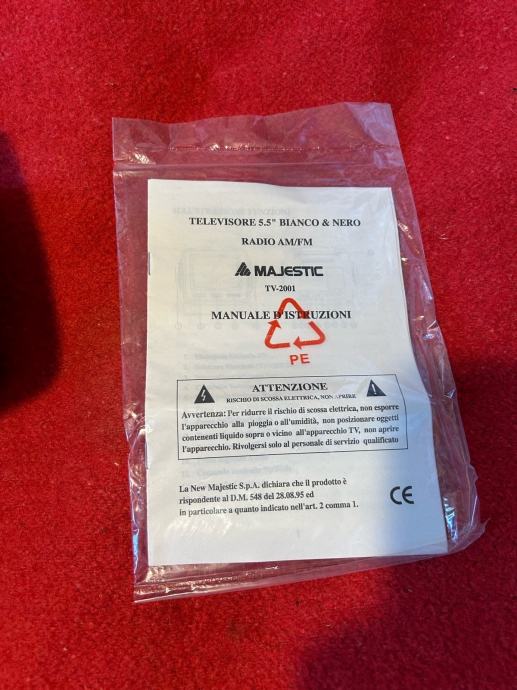 TELEVISORE 5.5" BIANCO & NERO
RADIO AM/FM
MAJESTIC
TV-2001
MANUALE D'ISTRUZIONI
PE
ATTENZIONE
RISCHIO DI SCOSSA ELETTRICA, NON APRIRE
Avvertenza: Per ridurre il rischio di scossa elettrica, non esporre
l'apparecchio alla pioggia o all'umidità, non posizionare oggetti
contenenti liquido sopra o vicino all'apparecchio TV, non aprire
l'apparecchio. Rivolgersi solo al personale di servizio qualificato
La New Majestic S.p.A. dichiara che il prodotto è
rispondente al D.M. 548 del 28.08.95 ed
in particolare a quanto indicato nell'art. 2 comma 1.
CE